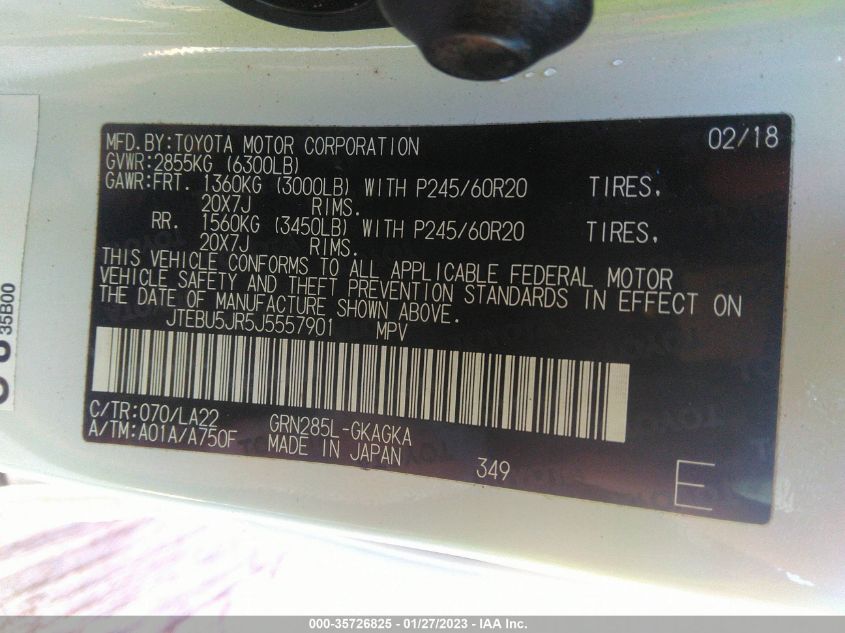 MFD.BY:TOYOTA MOTOR CORPORATION 02/18
GVWR:2855KG (6300LB)
GAWR:FRT. 1360KG (3000LB) WITH P245/60R20 TIRES,
20X7J RIMS.
RR. 1560KG (3450LB) WITH P245/60R20 TIRES,
20X7J RIMS.
THIS VEHICLE CONFORMS TO ALL APPLICABLE FEDERAL MOTOR
VEHICLE SAFETY AND THEFT PREVENTION STANDARDS IN EFFECT ON
THE DATE OF MANUFACTURE SHOWN ABOVE.
JTEBU5JR5J5557901 MPV
C/TR:070/LA22 GRN285L-GKAGKA
A/TM:A01A/A750F MADE IN JAPAN 349 E
35B00
000-35726825 - 01/27/2023 - IAA Inc.